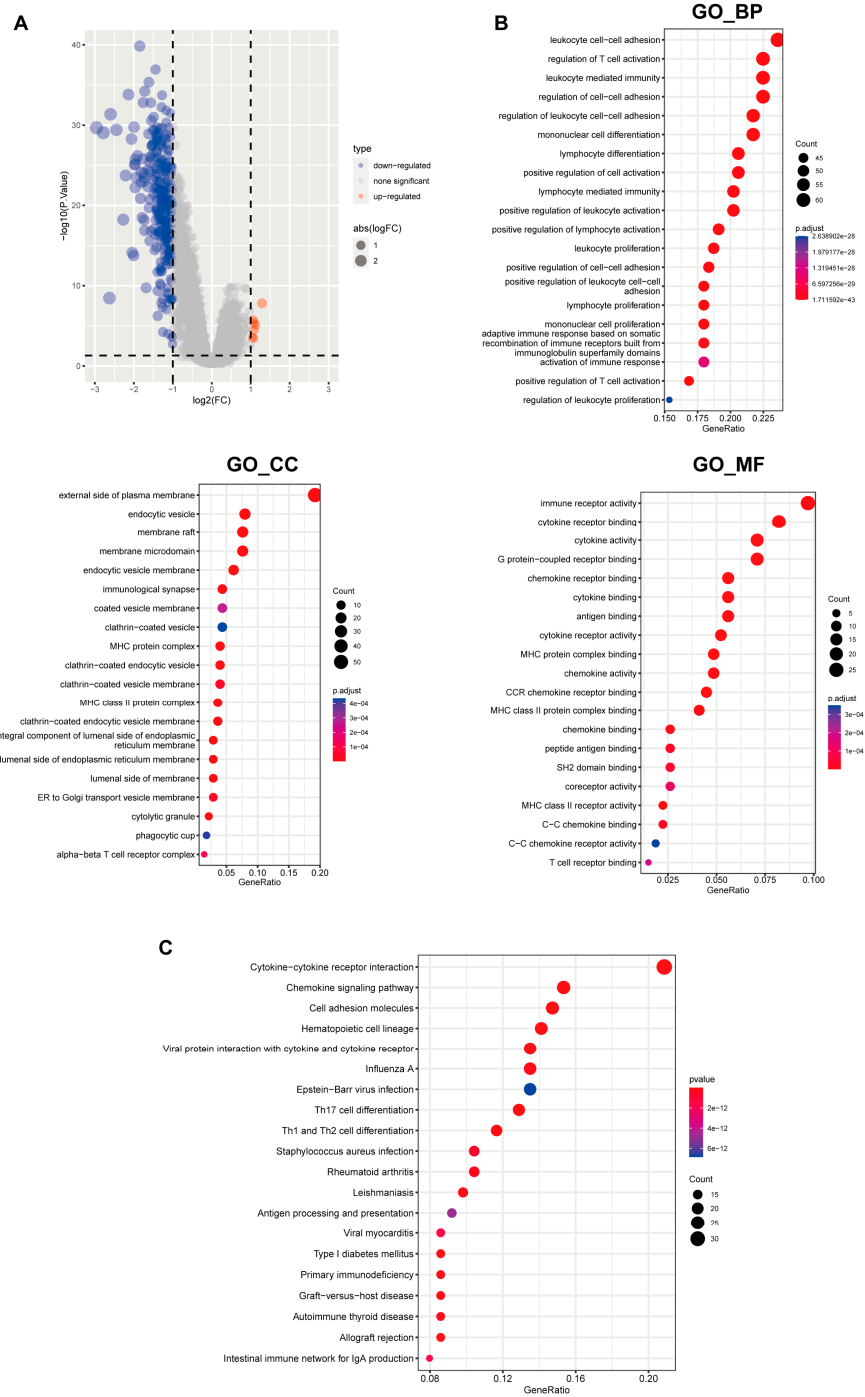 A
40
30
20
10
0
−log10(P.Value)
−3
−2
−1
0
1
2
3
log2(FC)
type
down−regulated
none significant
up−regulated
abs(logFC)
1
2
B
GO_BP
leukocyte cell−cell adhesion
regulation of T cell activation
leukocyte mediated immunity
regulation of cell−cell adhesion
regulation of leukocyte cell−cell adhesion
mononuclear cell differentiation
lymphocyte differentiation
positive regulation of cell activation
lymphocyte mediated immunity
positive regulation of leukocyte activation
positive regulation of lymphocyte activation
leukocyte proliferation
positive regulation of cell−cell adhesion
positive regulation of leukocyte cell−cell
adhesion
lymphocyte proliferation
mononuclear cell proliferation
adaptive immune response based on somatic
recombination of immune receptors built from
immunoglobulin superfamily domains
activation of immune response
positive regulation of T cell activation
regulation of leukocyte proliferation
0.150
0.175
0.200
0.225
GeneRatio
Count
45
50
55
60
p.adjust
2.638902e−28
1.979177e−28
1.319451e−28
6.597256e−29
1.711592e−43
GO_CC
external side of plasma membrane
endocytic vesicle
membrane raft
membrane microdomain
endocytic vesicle membrane
immunological synapse
coated vesicle membrane
clathrin−coated vesicle
MHC protein complex
clathrin−coated endocytic vesicle
clathrin−coated vesicle membrane
MHC class II protein complex
clathrin−coated endocytic vesicle membrane
ntegral component of lumenal side of endoplasmic
reticulum membrane
lumenal side of endoplasmic reticulum membrane
lumenal side of membrane
ER to Golgi transport vesicle membrane
cytolytic granule
phagocytic cup
alpha−beta T cell receptor complex
0.05
0.10
0.15
0.20
GeneRatio
Count
10
20
30
40
50
p.adjust
4e−04
3e−04
2e−04
1e−04
GO_MF
immune receptor activity
cytokine receptor binding
cytokine activity
G protein−coupled receptor binding
chemokine receptor binding
cytokine binding
antigen binding
cytokine receptor activity
MHC protein complex binding
chemokine activity
CCR chemokine receptor binding
MHC class II protein complex binding
chemokine binding
peptide antigen binding
SH2 domain binding
coreceptor activity
MHC class II receptor activity
C−C chemokine binding
C−C chemokine receptor activity
T cell receptor binding
0.025
0.050
0.075
0.100
GeneRatio
Count
5
10
15
20
25
p.adjust
3e−04
2e−04
1e−04
C
Cytokine−cytokine receptor interaction
Chemokine signaling pathway
Cell adhesion molecules
Hematopoietic cell lineage
Viral protein interaction with cytokine and cytokine receptor
Influenza A
Epstein−Barr virus infection
Th17 cell differentiation
Th1 and Th2 cell differentiation
Staphylococcus aureus infection
Rheumatoid arthritis
Leishmaniasis
Antigen processing and presentation
Viral myocarditis
Type I diabetes mellitus
Primary immunodeficiency
Graft−versus−host disease
Autoimmune thyroid disease
Allograft rejection
Intestinal immune network for IgA production
0.08
0.12
0.16
0.20
GeneRatio
pvalue
2e−12
4e−12
6e−12
Count
15
20
25
30